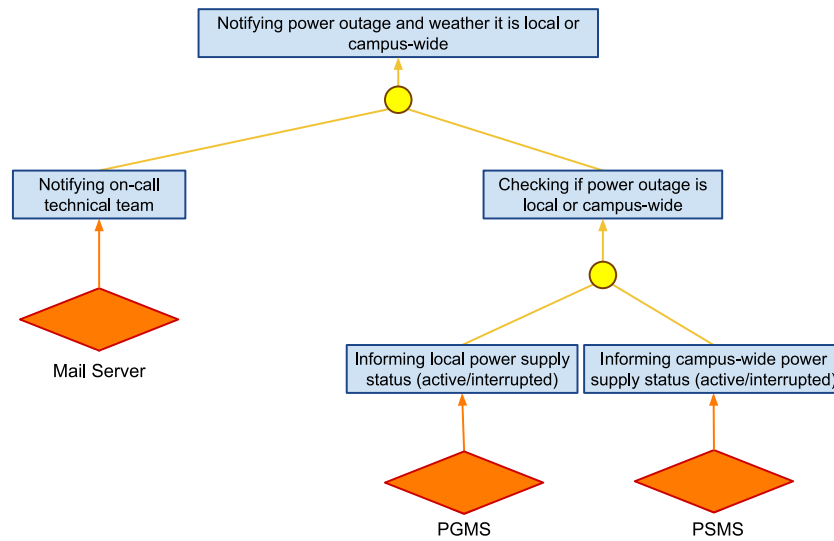 Notifying power outage and weather it is local or
campus-wide
Notifying on-call
technical team
Checking if power outage is
local or campus-wide
Mail Server
Informing local power supply
status (active/interrupted)
Informing campus-wide power
supply status (active/interrupted)
PGMS
PSMS